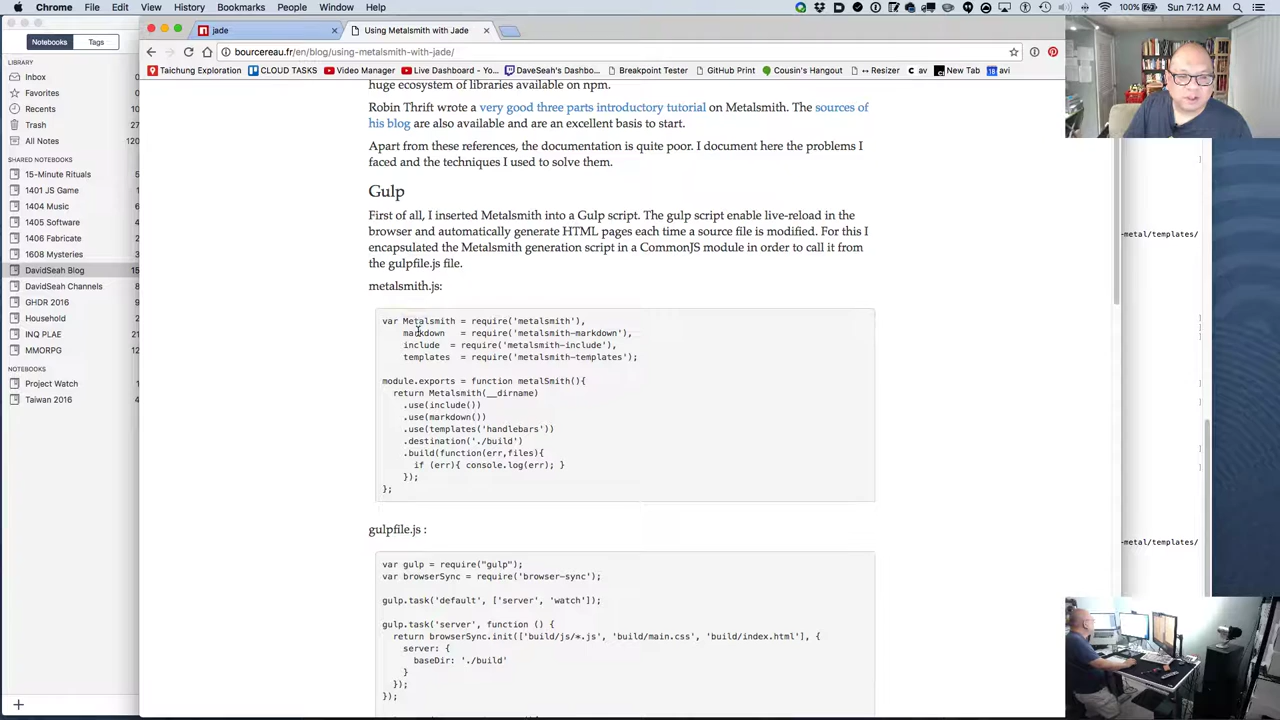 Chrome File Edit View History Bookmarks People Window Help 100% Sun 7:12 AM
Notebooks Tags
LIBRARY
Inbox 0
Favorites
Recents
Trash 27
All Notes 120
SHARED NOTEBOOKS
15-Minute Rituals 5
1401 JS Game
1404 Music
1405 Software
1406 Fabricate
1608 Mysteries
DavidSeah Blog 15
DavidSeah Channels 8
GHDR 2016
Household
INQ PLAE
MMORPG
NOTEBOOKS
Project Watch
Taiwan 2016
jade
Using Metalsmith with Jade
bourcereau.fr/en/blog/using-metalsmith-with-jade/
Taichung Exploration CLOUD TASKS Video Manager Live Dashboard - Yo... DaveSeah's Dashbo... Breakpoint Tester GitHub Print Cousin's Hangout ↔ Resizer av New Tab avi
huge ecosystem of libraries available on npm.
Robin Thrift wrote a very good three parts introductory tutorial on Metalsmith. The sources of
his blog are also available and are an excellent basis to start.
Apart from these references, the documentation is quite poor. I document here the problems I
faced and the techniques I used to solve them.
Gulp
First of all, I inserted Metalsmith into a Gulp script. The gulp script enable live-reload in the
browser and automatically generate HTML pages each time a source file is modified. For this I
encapsulated the Metalsmith generation script in a CommonJS module in order to call it from
the gulpfile.js file.
metalsmith.js:
var Metalsmith = require('metalsmith'),
markdown = require('metalsmith-markdown'),
include = require('metalsmith-include'),
templates = require('metalsmith-templates');
module.exports = function metalSmith(){
return Metalsmith(__dirname)
.use(include())
.use(markdown())
.use(templates('handlebars'))
.destination('./build')
.build(function(err,files){
if (err){ console.log(err); }
});
};
gulpfile.js :
var gulp = require("gulp");
var browserSync = require('browser-sync');
gulp.task('default', ['server', 'watch']);
gulp.task('server', function () {
return browserSync.init(['build/js/*.js', 'build/main.css', 'build/index.html'], {
server: {
baseDir: './build'
}
});
});
-metal/templates/
-metal/templates/